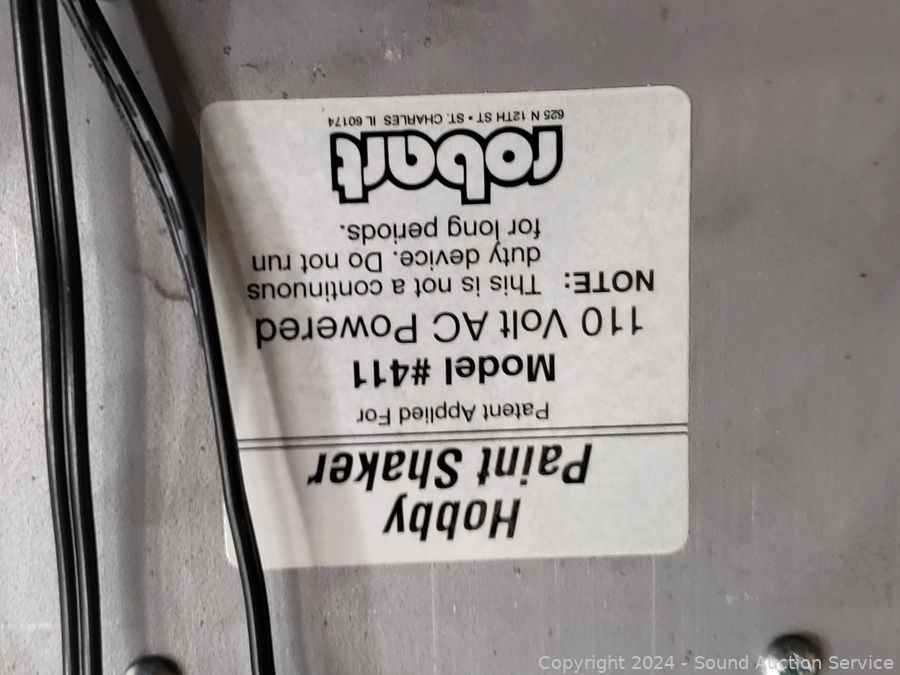 Hobby
Paint Shaker
Patent Applied For
Model #411
110 Volt AC Powered
NOTE: This is not a continuous
duty device. Do not run
for long periods.
robart
625 N 12TH ST • ST. CHARLES IL 60174
Copyright 2024 - Sound Auction Service